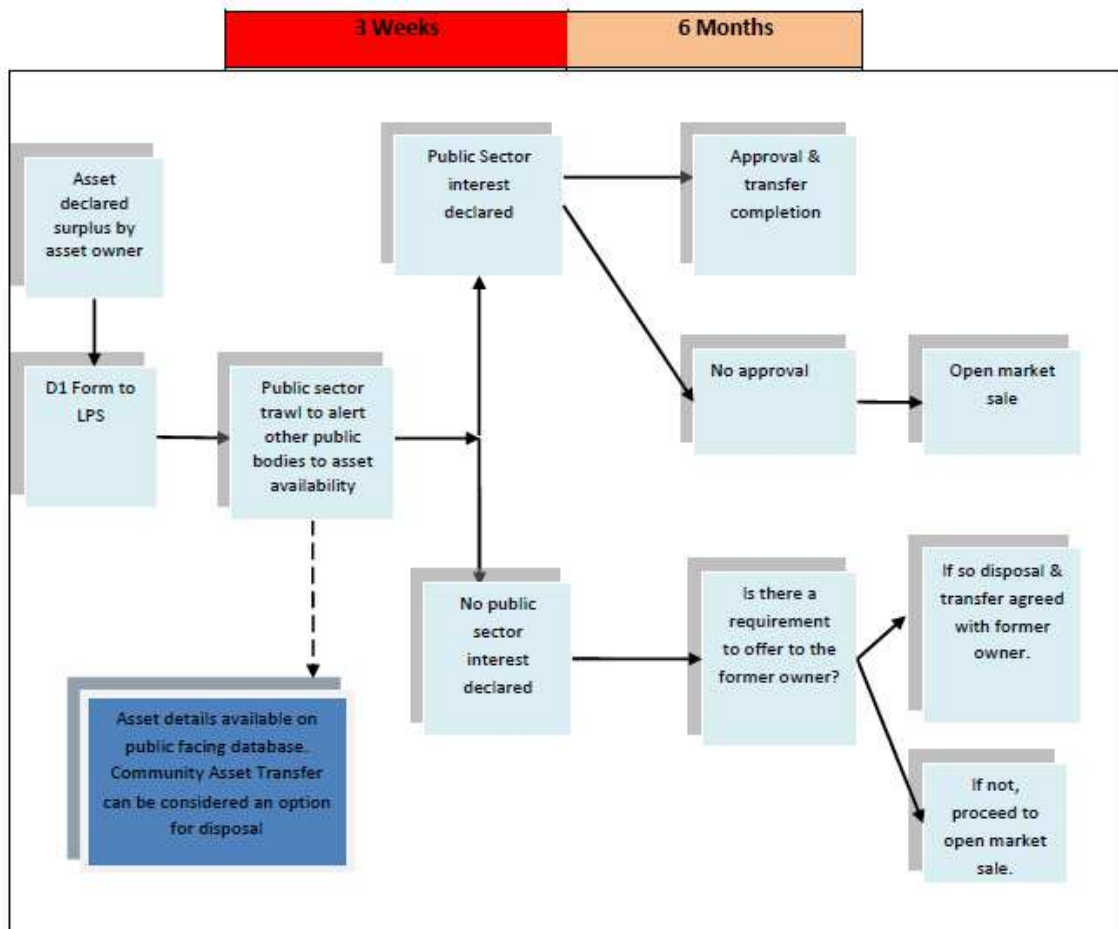 3 Weeks
6 Months
Asset
declared
surplus by
asset owner
D1 Form to
LPS
Public sector
trawl to alert
other public
bodies to asset
availability
Public Sector
interest
declared
Approval &
transfer
completion
No approval
Open market
sale
No public
sector
interest
declared
Is there a
requirement
to offer to the
former owner?
If so disposal &
transfer agreed
with former
owner.
If not,
proceed to
open market
sale.
Asset details available on
public facing database.
Community Asset Transfer
can be considered an option
for disposal